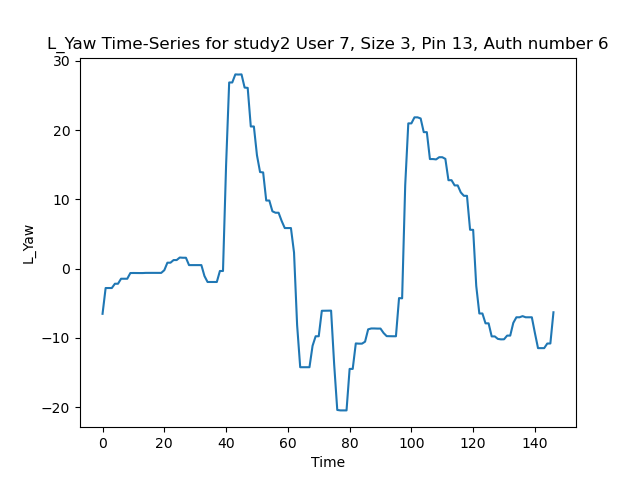 L_Yaw Time-Series for study2 User 7, Size 3, Pin 13, Auth number 6
30
20
10
0
−10
−20
L_Yaw
0 20 40 60 80 100 120 140
Time